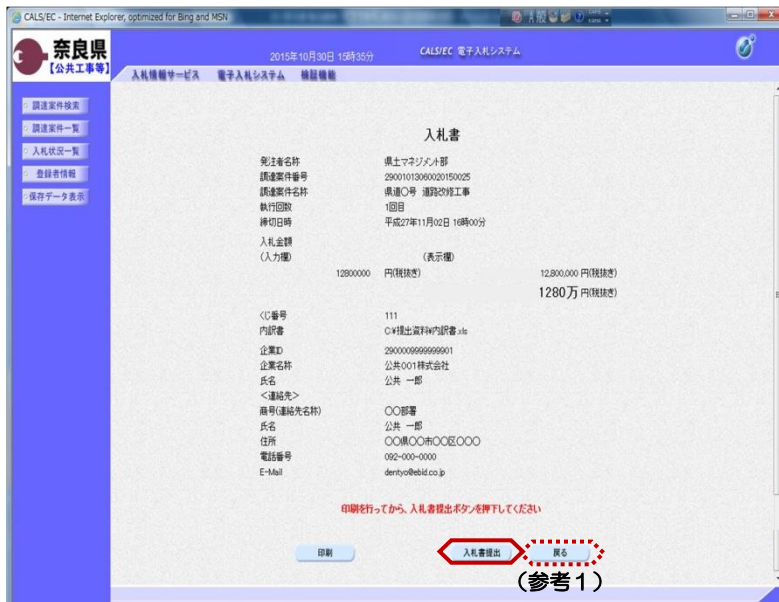 CALS/EC - Internet Explorer, optimized for Bing and MSN
奈良県
【公共工事等】
2015年10月30日 15時35分
CALS/EC 電子入札システム
入札情報サービス 電子入札システム 検証機能
調達案件検索
調達案件一覧
入札状況一覧
登録者情報
保存データ表示
入札書
発注者名称 県土マネジメント部
調達案件番号 29001013060020150025
調達案件名称 県道〇号 道路改修工事
執行回数 1回目
締切日時 平成27年11月02日 16時00分
入札金額
(入力欄) (表示欄)
12800000 円(税抜き) 12,800,000 円(税抜き)
1280万 円(税抜き)
くじ番号 111
内訳書 C:¥提出資料¥内訳書.xls
企業ID 2900009999999901
企業名称 公共001株式会社
氏名 公共 一郎
<連絡先>
商号(連絡先名称) 〇〇部署
氏名 公共 一郎
住所 〇〇県〇〇市〇〇区〇〇〇
電話番号 092-000-0000
E-Mail dentyo@ebid.co.jp
印刷を行ってから、入札書提出ボタンを押下してください
印刷 入札書提出 戻る
(参考1)